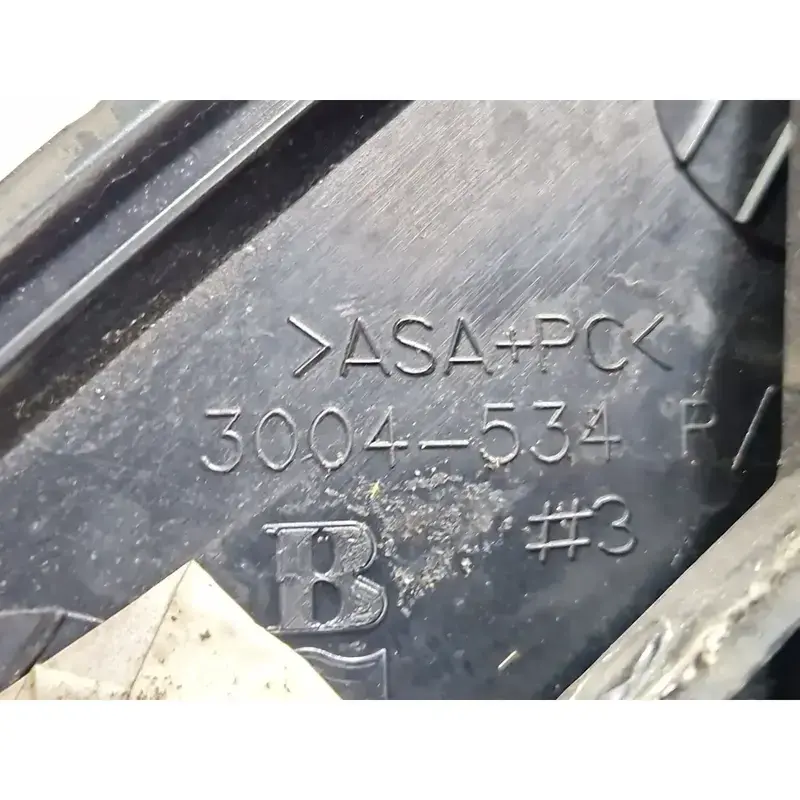 >ASA+PC<
3004-534 P/
#3
B